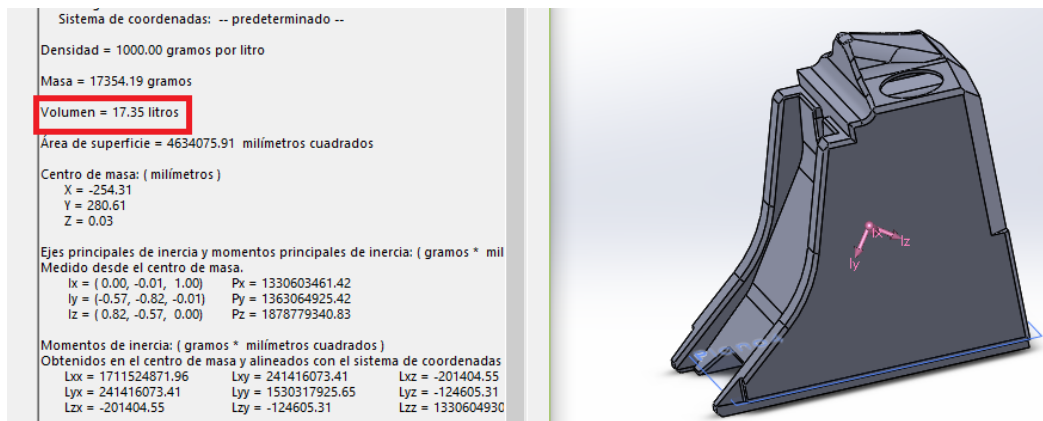 Sistema de coordenadas: -- predeterminado --
Densidad = 1000.00 gramos por litro
Masa = 17354.19 gramos
Volumen = 17.35 litros
Área de superficie = 4634075.91 milímetros cuadrados
Centro de masa: ( milímetros )
X = -254.31
Y = 280.61
Z = 0.03
Ejes principales de inercia y momentos principales de inercia: ( gramos * mil
Medido desde el centro de masa.
Ix = ( 0.00, -0.01, 1.00) Px = 1330603461.42
Iy = (-0.57, -0.82, -0.01) Py = 1363064925.42
Iz = ( 0.82, -0.57, 0.00) Pz = 1878779340.83
Momentos de inercia: ( gramos * milímetros cuadrados )
Obtenidos en el centro de masa y alineados con el sistema de coordenadas
Lxx = 1711524871.96 Lxy = 241416073.41 Lxz = -201404.55
Lyx = 241416073.41 Lyy = 1530317925.65 Lyz = -124605.31
Lzx = -201404.55 Lzy = -124605.31 Lzz = 1330604930
Ix
Iz
Iy